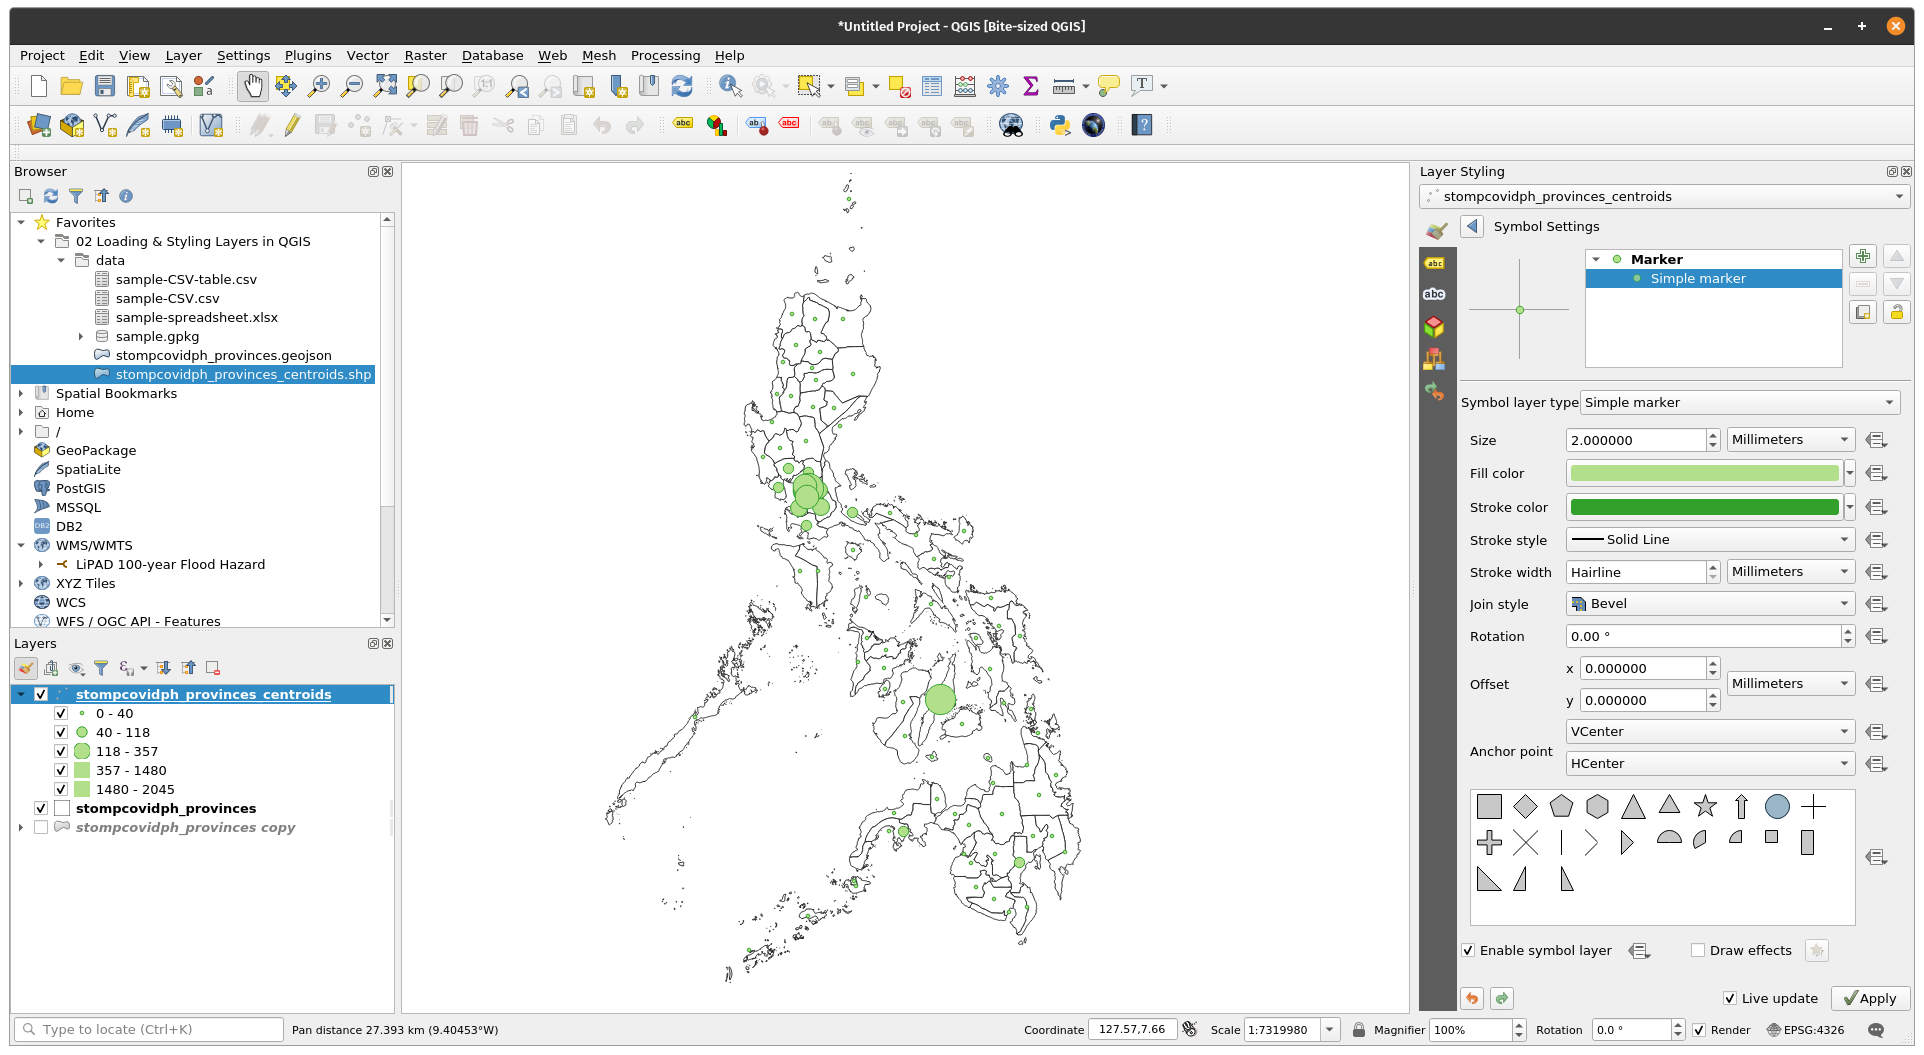 *Untitled Project - QGIS [Bite-sized QGIS]
Project Edit View Layer Settings Plugins Vector Raster Database Web Mesh Processing Help
Browser
Favorites
02 Loading & Styling Layers in QGIS
data
sample-CSV-table.csv
sample-CSV.csv
sample-spreadsheet.xlsx
sample.gpkg
stompcovidph_provinces.geojson
stompcovidph_provinces_centroids.shp
Spatial Bookmarks
Home
/
GeoPackage
SpatiaLite
PostGIS
MSSQL
DB2
WMS/WMTS
LiPAD 100-year Flood Hazard
XYZ Tiles
WCS
WFS / OGC API - Features
Layers
stompcovidph_provinces_centroids
0 - 40
40 - 118
118 - 357
357 - 1480
1480 - 2045
stompcovidph_provinces
stompcovidph_provinces copy
Layer Styling
stompcovidph_provinces_centroids
Symbol Settings
Marker
Simple marker
Symbol layer type Simple marker
Size 2.000000 Millimeters
Fill color
Stroke color
Stroke style Solid Line
Stroke width Hairline Millimeters
Join style Bevel
Rotation 0.00 °
Offset x 0.000000 Millimeters
y 0.000000
Anchor point VCenter
HCenter
Enable symbol layer Draw effects
Live update Apply
Type to locate (Ctrl+K) Pan distance 27.393 km (9.40453°W) Coordinate 127.57,7.66 Scale 1:7319980 Magnifier 100% Rotation 0.0 ° Render EPSG:4326